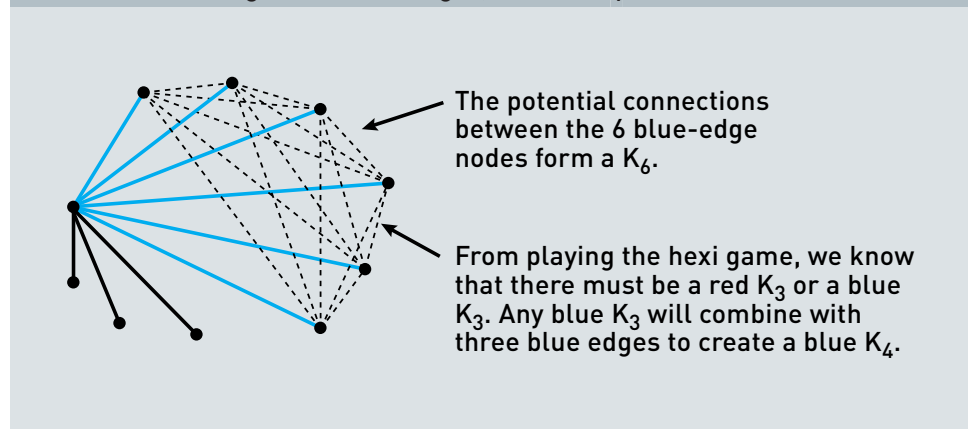 The potential connections
between the 6 blue-edge
nodes form a K₆.
From playing the hexi game, we know
that there must be a red K₃ or a blue
K₃. Any blue K₃ will combine with
three blue edges to create a blue K₄.